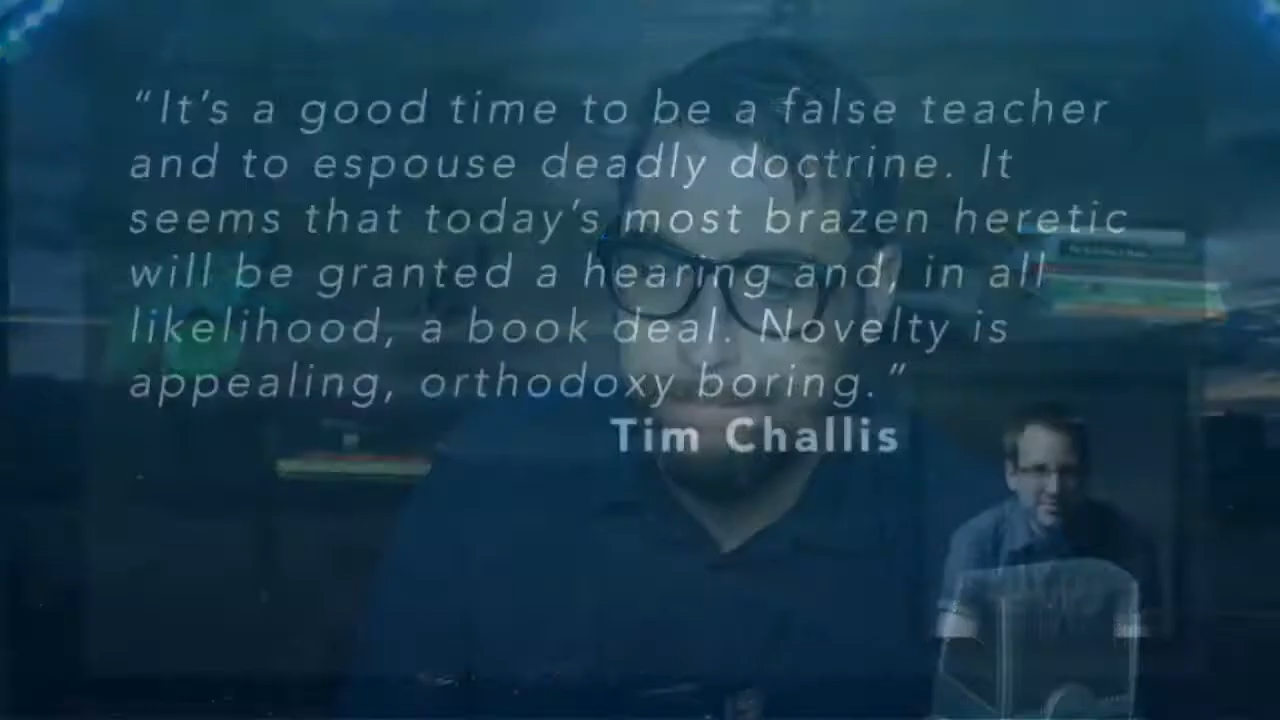 “It’s a good time to be a false teacher
and to espouse deadly doctrine. It
seems that today’s most brazen heretic
will be granted a hearing and, in all
likelihood, a book deal. Novelty is
appealing, orthodoxy boring.”
Tim Challis